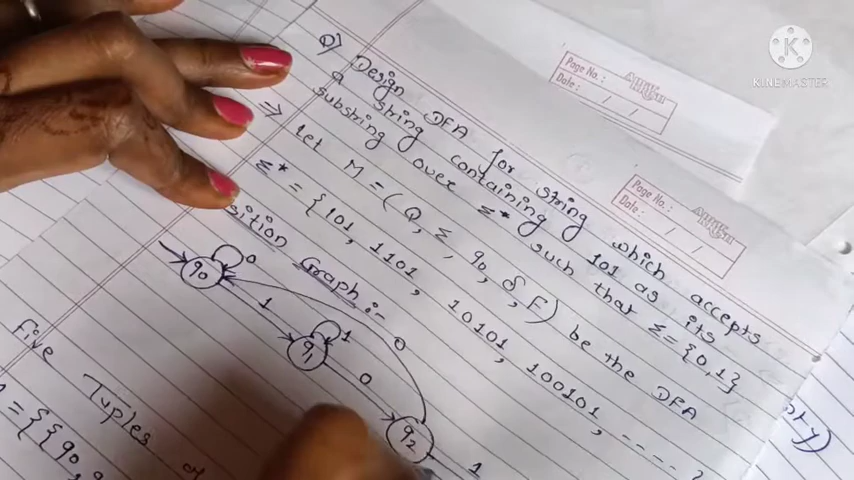 Q) Design DFA for string which accepts
a string containing 101 as its
substring over Σ* such that Σ = {0,1}
⇒ Let M = (Q, Σ, q0, δ, F) be the DFA
Σ* = {101, 1101, 10101, 100101, -----
sition Graph :-
q0
0
1
q1
1
0
0
q2
1
five Tuples of
= {{q0, q
Page No.:
Date: / /
Page No.:
Date: / /
K
KINEMASTER